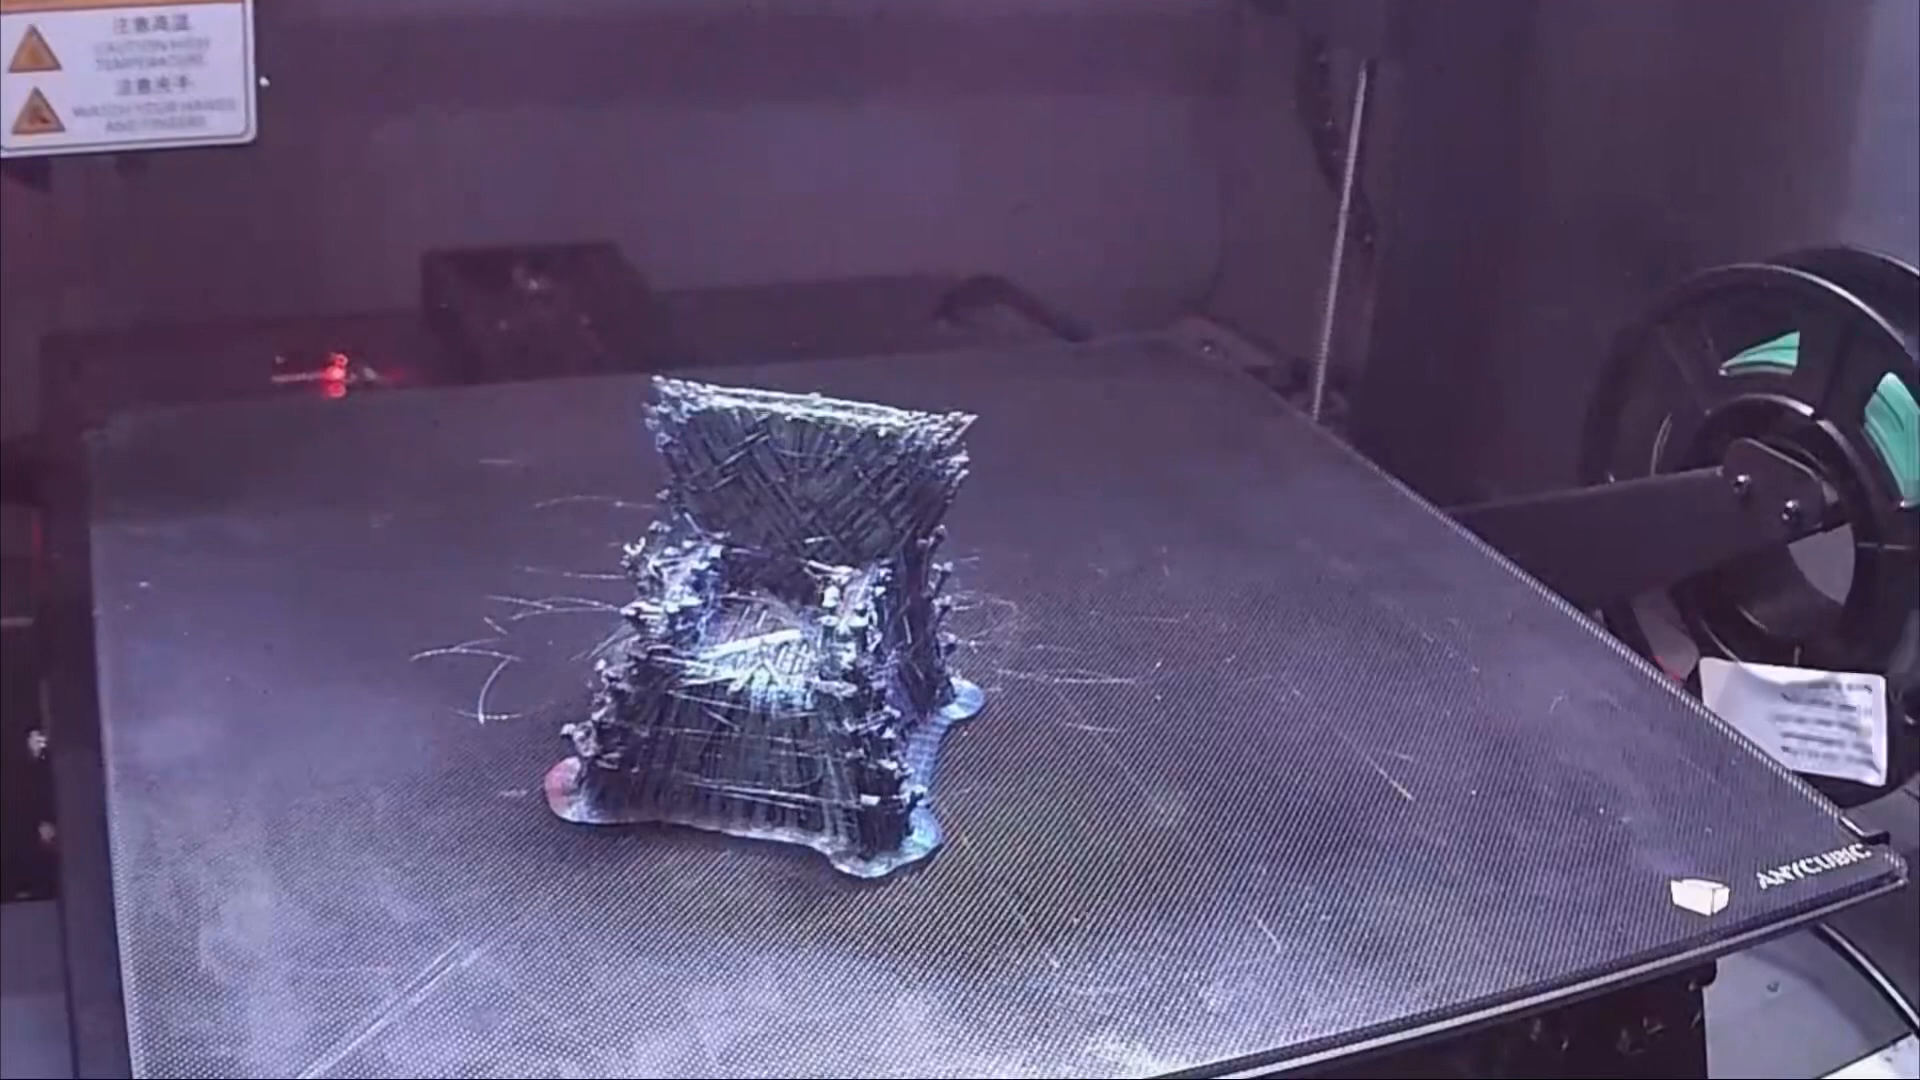 注意高温
CAUTION HIGH
TEMPERATURE
注意夹手
WATCH YOUR HANDS
AND FINGERS
ANYCUBIC